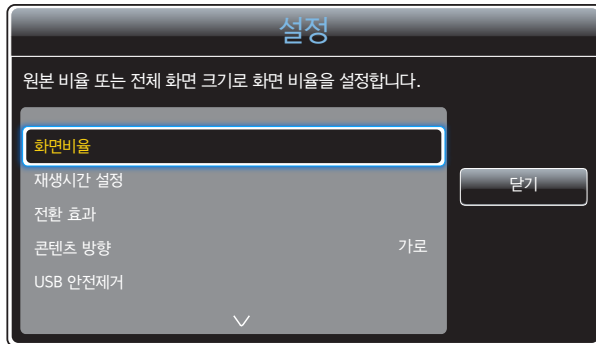 설정
원본 비율 또는 전체 화면 크기로 화면 비율을 설정합니다.
화면비율
재생시간 설정
닫기
전환 효과
콘텐츠 방향 가로
USB 안전제거